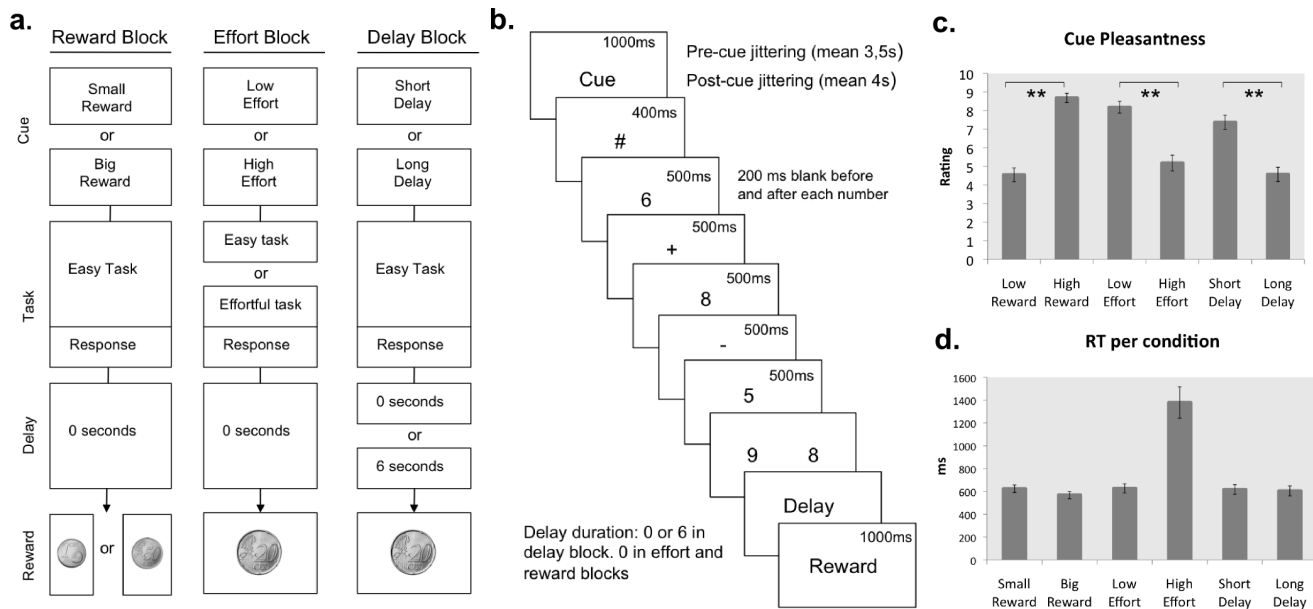 a.
Reward Block
Effort Block
Delay Block
Cue
Small
Reward
or
Big
Reward
Low
Effort
or
High
Effort
Short
Delay
or
Long
Delay
Task
Easy Task
Response
Easy task
or
Effortful task
Response
Easy Task
Response
Delay
0 seconds
0 seconds
0 seconds
or
6 seconds
Reward
or
20
20
b.
1000ms
Cue
Pre-cue jittering (mean 3,5s)
Post-cue jittering (mean 4s)
400ms
#
500ms
6
200 ms blank before
and after each number
500ms
+
500ms
8
500ms
-
500ms
5
9 8
Delay
1000ms
Reward
Delay duration: 0 or 6 in
delay block. 0 in effort and
reward blocks
c.
Cue Pleasantness
Rating
10
9
8
7
6
5
4
3
2
1
0
**
**
**
Low
Reward
High
Reward
Low
Effort
High
Effort
Short
Delay
Long
Delay
d.
RT per condition
ms
1600
1400
1200
1000
800
600
400
200
0
Small
Reward
Big
Reward
Low
Effort
High
Effort
Short
Delay
Long
Delay